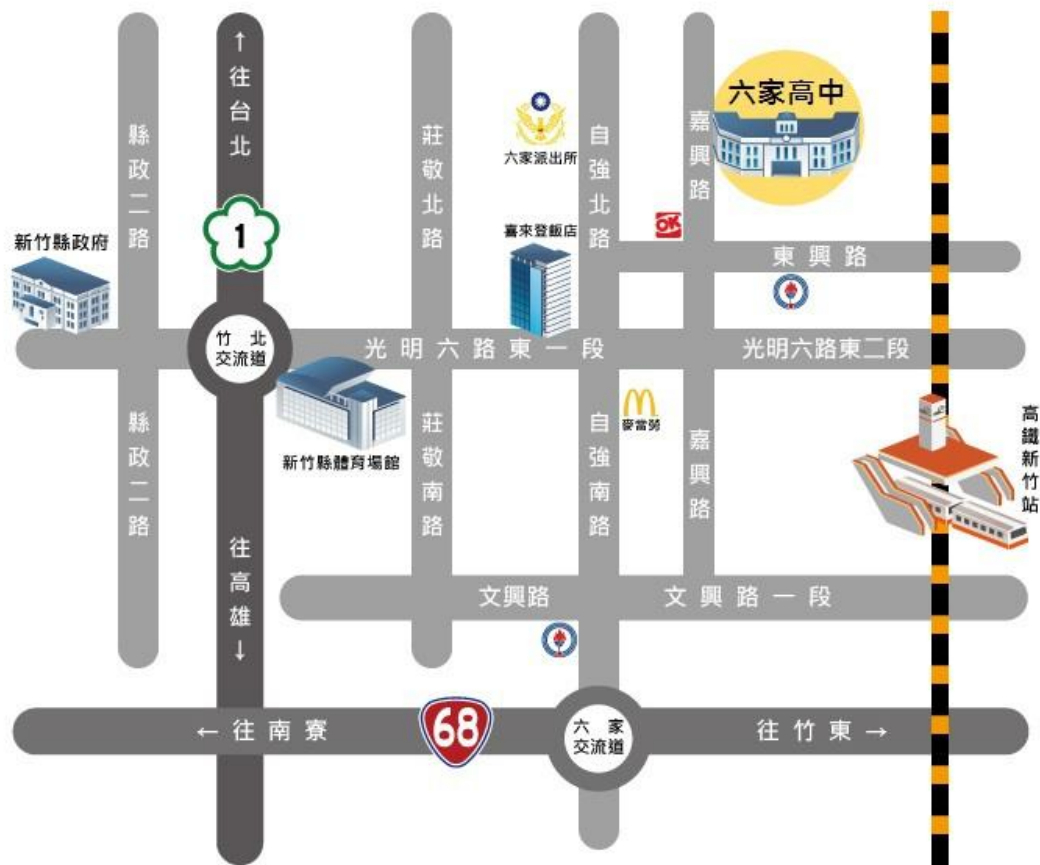 ↑往台北
六家高中
縣政二路
莊敬北路
六家派出所
自強北路
嘉興路
1
OK
新竹縣政府
喜來登飯店
東興路
竹北
交流道
光明六路東一段
光明六路東二段
新竹縣體育場館
縣政二路
莊敬南路
自強南路
麥當勞
嘉興路
高鐵新竹站
往高雄↓
文興路
文興路一段
←往南寮
68
六家
交流道
往竹東→